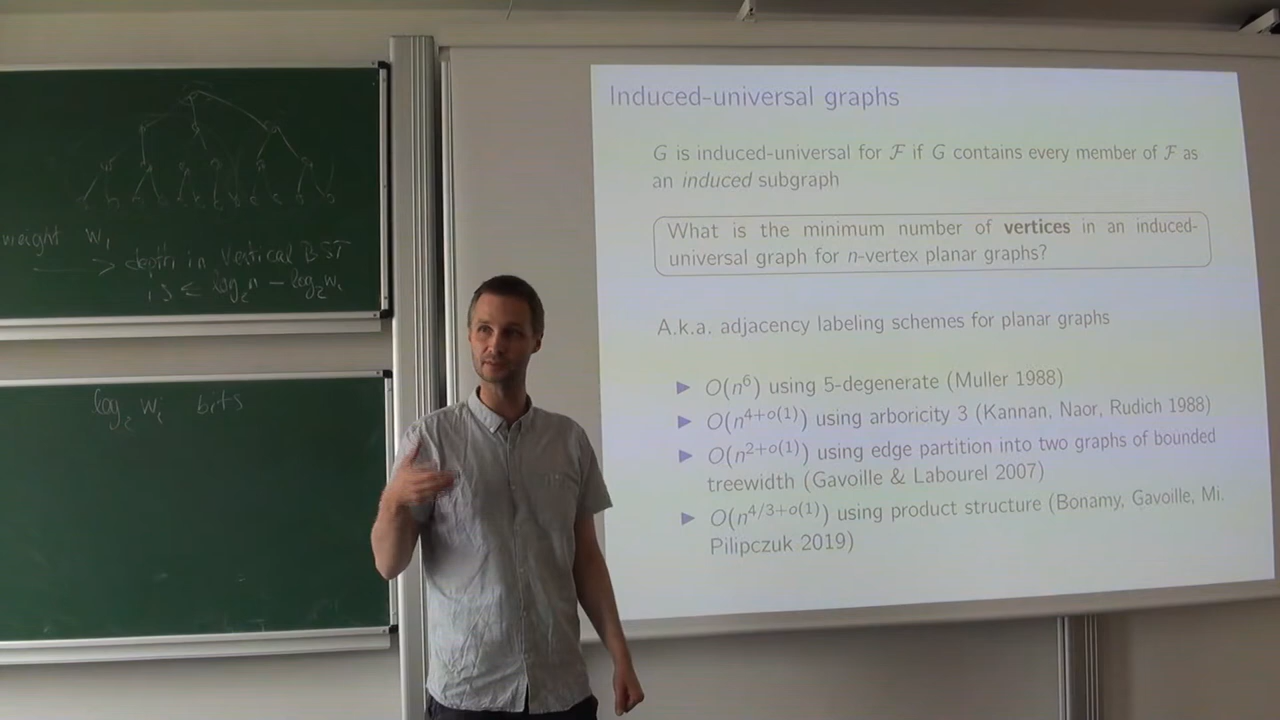 weight wᵢ
depth in vertical BST
is ≤ log₂n - log₂wᵢ
log₂ wᵢ bits
Induced-universal graphs
G is induced-universal for ℱ if G contains every member of ℱ as
an induced subgraph
What is the minimum number of vertices in an induced-
universal graph for n-vertex planar graphs?
A.k.a. adjacency labeling schemes for planar graphs
▶ O(n⁶) using 5-degenerate (Muller 1988)
▶ O(n^{4+o(1)}) using arboricity 3 (Kannan, Naor, Rudich 1988)
▶ O(n^{2+o(1)}) using edge partition into two graphs of bounded
treewidth (Gavoille & Labourel 2007)
▶ O(n^{4/3+o(1)}) using product structure (Bonamy, Gavoille, Mi.
Pilipczuk 2019)